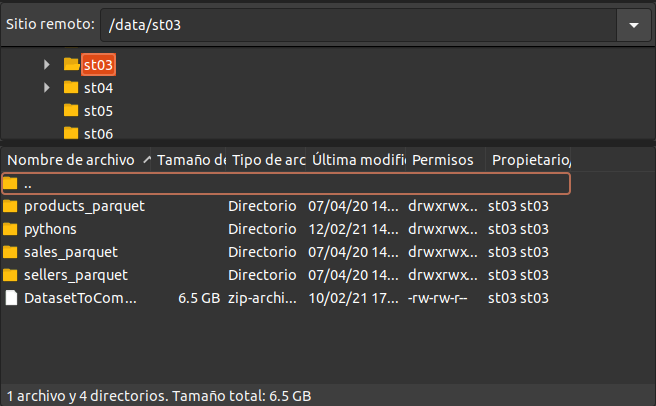 Sitio remoto: /data/st03
st03
st04
st05
st06
Nombre de archivo Tamaño de Tipo de arc Última modifi Permisos Propietario/
..
products_parquet Directorio 07/04/20 14... drwxrwx... st03 st03
pythons Directorio 12/02/21 14... drwxrwx... st03 st03
sales_parquet Directorio 07/04/20 14... drwxrwx... st03 st03
sellers_parquet Directorio 07/04/20 14... drwxrwx... st03 st03
DatasetToCom... 6.5 GB zip-archi... 10/02/21 17... -rw-rw-r-- st03 st03
1 archivo y 4 directorios. Tamaño total: 6.5 GB